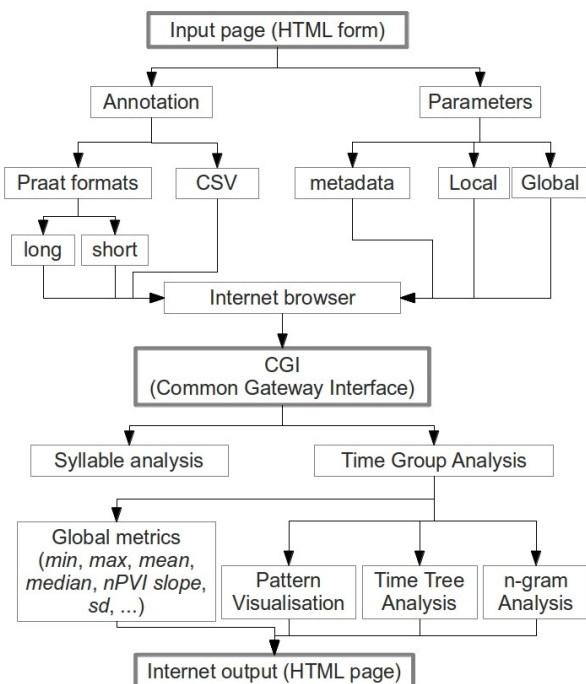 Input page (HTML form)
Annotation
Parameters
Praat formats
CSV
metadata
Local
Global
long
short
Internet browser
CGI
(Common Gateway Interface)
Syllable analysis
Time Group Analysis
Global metrics
(min, max, mean,
median, nPVI slope,
sd, ...)
Pattern
Visualisation
Time Tree
Analysis
n-gram
Analysis
Internet output (HTML page)